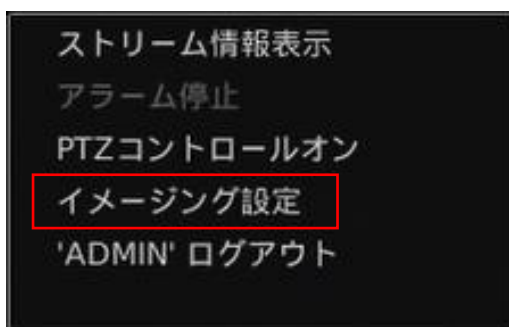 ストリーム情報表示
アラーム停止
PTZコントロールオン
イメージング設定
'ADMIN' ログアウト